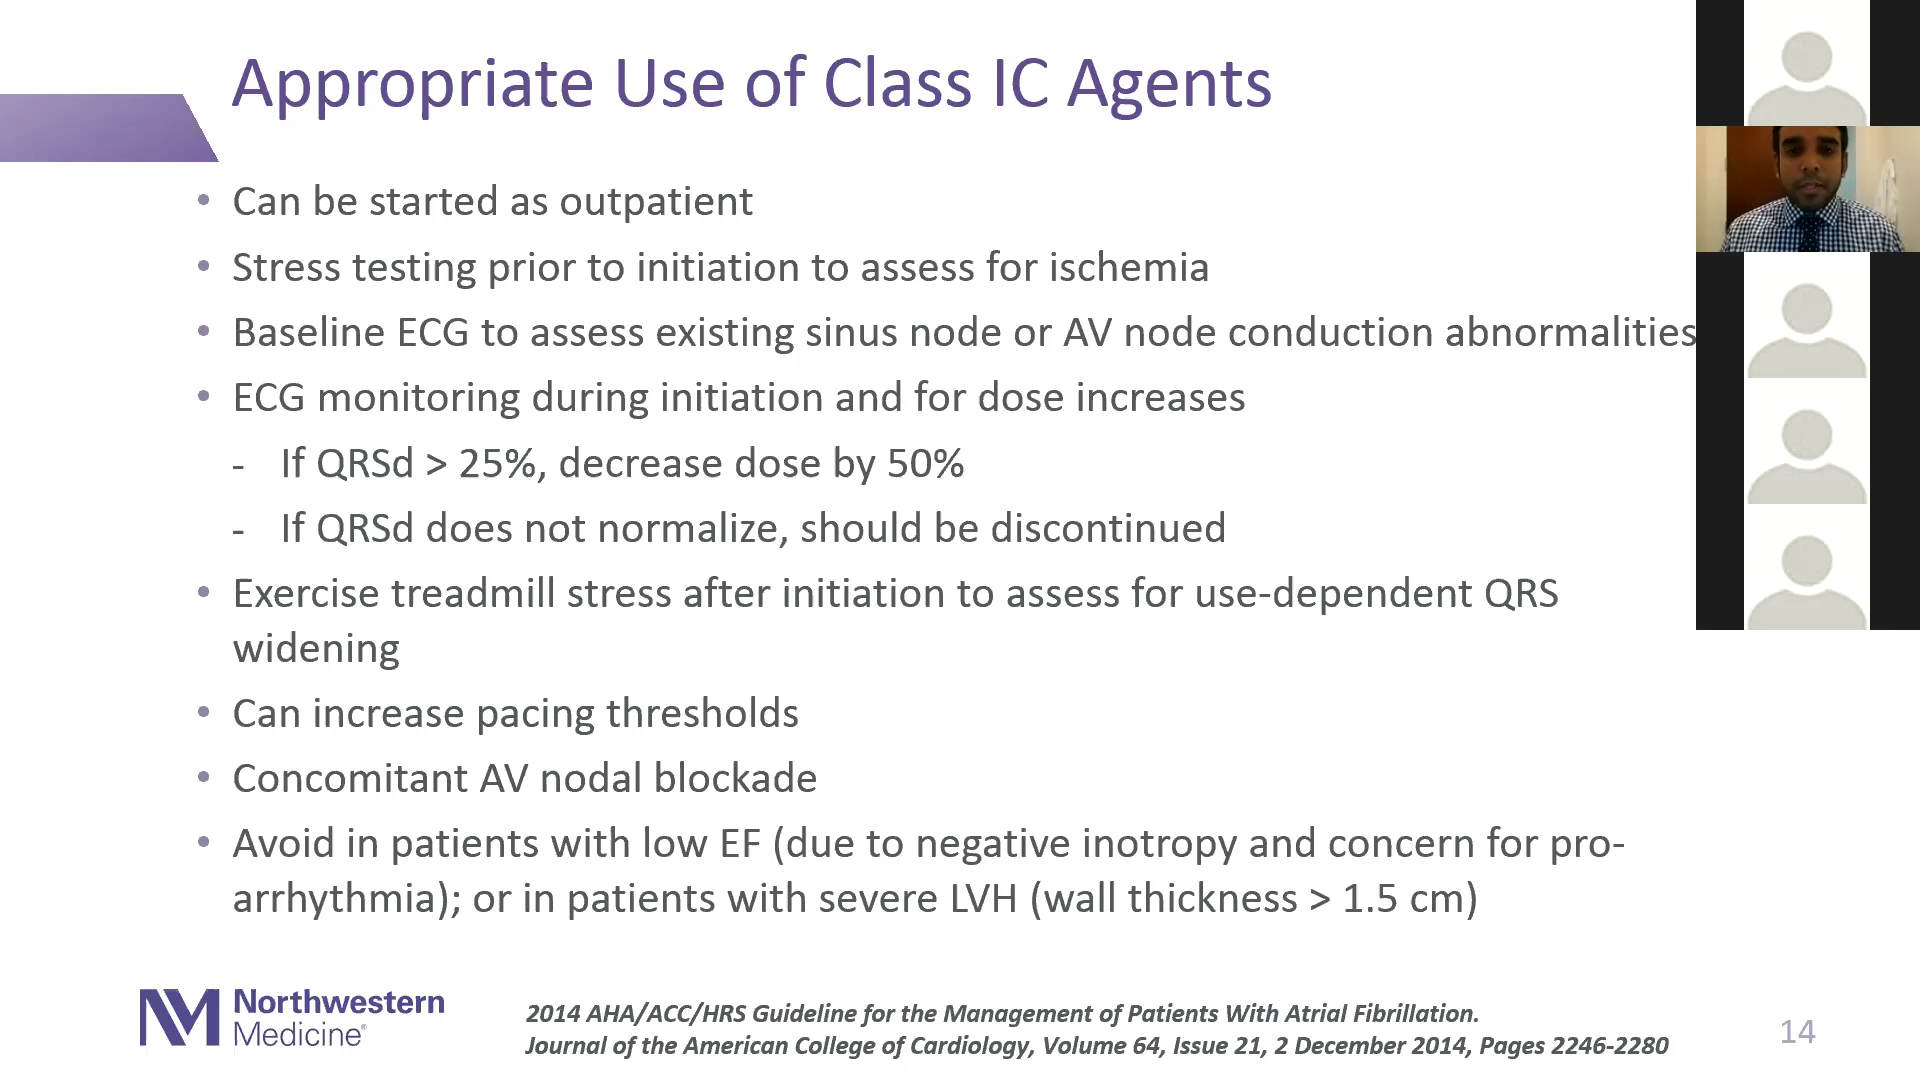 Appropriate Use of Class IC Agents
• Can be started as outpatient
• Stress testing prior to initiation to assess for ischemia
• Baseline ECG to assess existing sinus node or AV node conduction abnormalities
• ECG monitoring during initiation and for dose increases
- If QRSd > 25%, decrease dose by 50%
- If QRSd does not normalize, should be discontinued
• Exercise treadmill stress after initiation to assess for use-dependent QRS
widening
• Can increase pacing thresholds
• Concomitant AV nodal blockade
• Avoid in patients with low EF (due to negative inotropy and concern for pro-
arrhythmia); or in patients with severe LVH (wall thickness > 1.5 cm)
NM Northwestern
Medicine®
2014 AHA/ACC/HRS Guideline for the Management of Patients With Atrial Fibrillation.
Journal of the American College of Cardiology, Volume 64, Issue 21, 2 December 2014, Pages 2246-2280
14